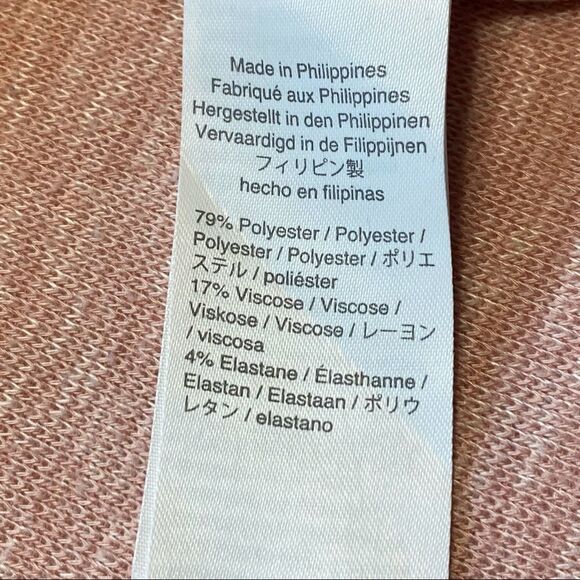 Made in Philippines
Fabriqué aux Philippines
Hergestellt in den Philippinen
Vervaardigd in de Filippijnen
フィリピン製
hecho en filipinas
79% Polyester / Polyester /
Polyester / Polyester / ポリエ
ステル / poliéster
17% Viscose / Viscose /
Viskose / Viscose / レーヨン
/ viscosa
4% Elastane / Élasthanne /
Elastan / Elastaan / ポリウ
レタン / elastano